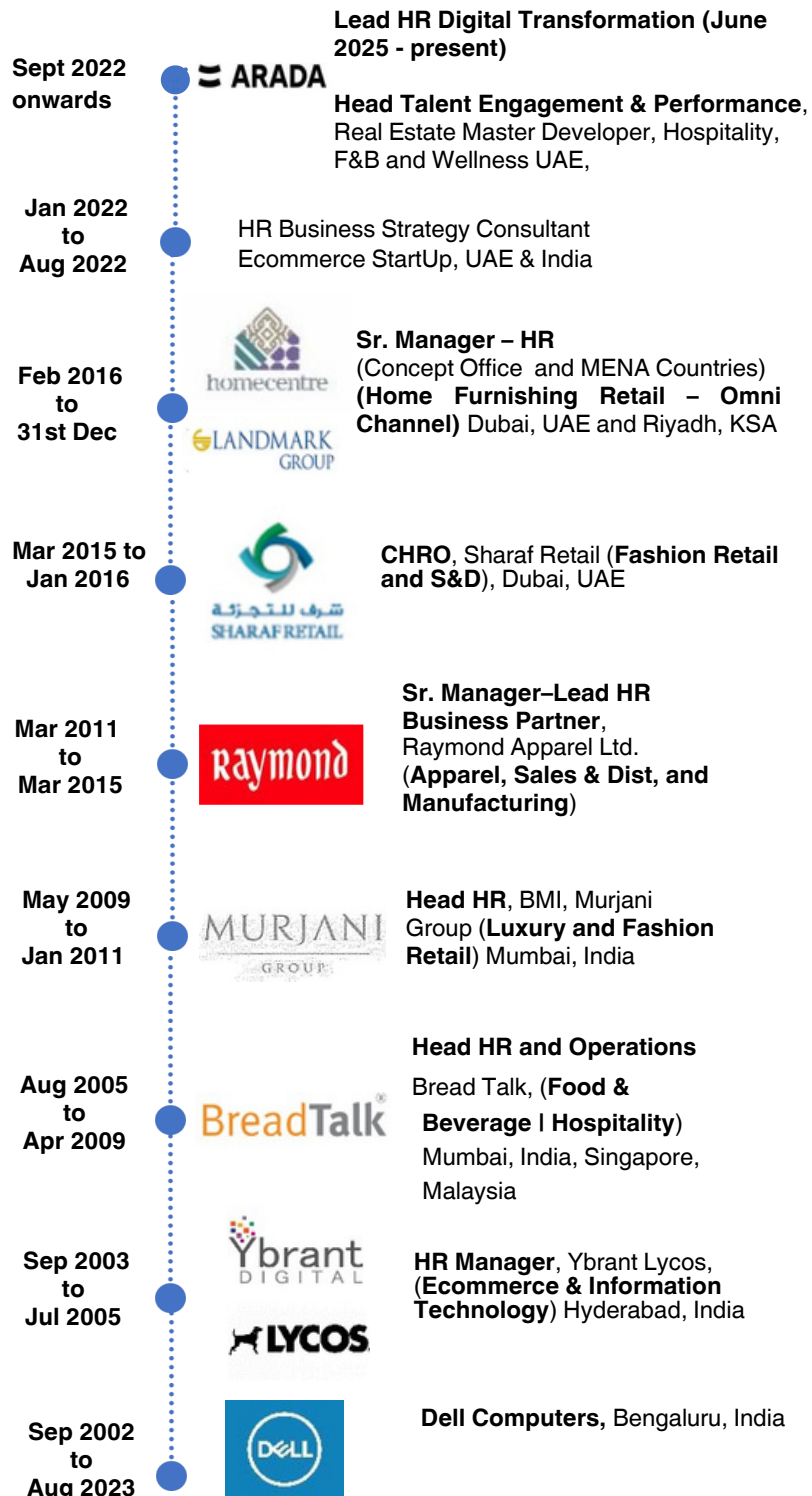 Lead HR Digital Transformation (June
2025 - present)
Sept 2022
onwards
ARADA
Head Talent Engagement & Performance,
Real Estate Master Developer, Hospitality,
F&B and Wellness UAE,
Jan 2022
to
Aug 2022
HR Business Strategy Consultant
Ecommerce StartUp, UAE & India
Feb 2016
to
31st Dec
homecentre
LANDMARK
GROUP
Sr. Manager – HR
(Concept Office and MENA Countries)
(Home Furnishing Retail – Omni
Channel) Dubai, UAE and Riyadh, KSA
Mar 2015 to
Jan 2016
شرف للتجزئة
SHARAF RETAIL
CHRO, Sharaf Retail (Fashion Retail
and S&D), Dubai, UAE
Mar 2011
to
Mar 2015
Raymond
Sr. Manager–Lead HR
Business Partner,
Raymond Apparel Ltd.
(Apparel, Sales & Dist, and
Manufacturing)
May 2009
to
Jan 2011
MURJANI
GROUP
Head HR, BMI, Murjani
Group (Luxury and Fashion
Retail) Mumbai, India
Aug 2005
to
Apr 2009
BreadTalk®
Head HR and Operations
Bread Talk, (Food &
Beverage | Hospitality)
Mumbai, India, Singapore,
Malaysia
Sep 2003
to
Jul 2005
Ybrant
DIGITAL
LYCOS
HR Manager, Ybrant Lycos,
(Ecommerce & Information
Technology) Hyderabad, India
Sep 2002
to
Aug 2023
DELL
Dell Computers, Bengaluru, India